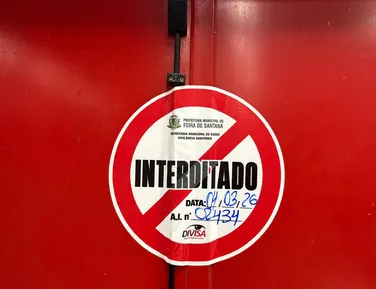 PREFEITURA MUNICIPAL DE
FEIRA DE SANTANA
SECRETARIA MUNICIPAL DE SAÚDE
VIGILÂNCIA SANITÁRIA
INTERDITADO
DATA: 04,03,26
A.I. nº 02434
DIVISA